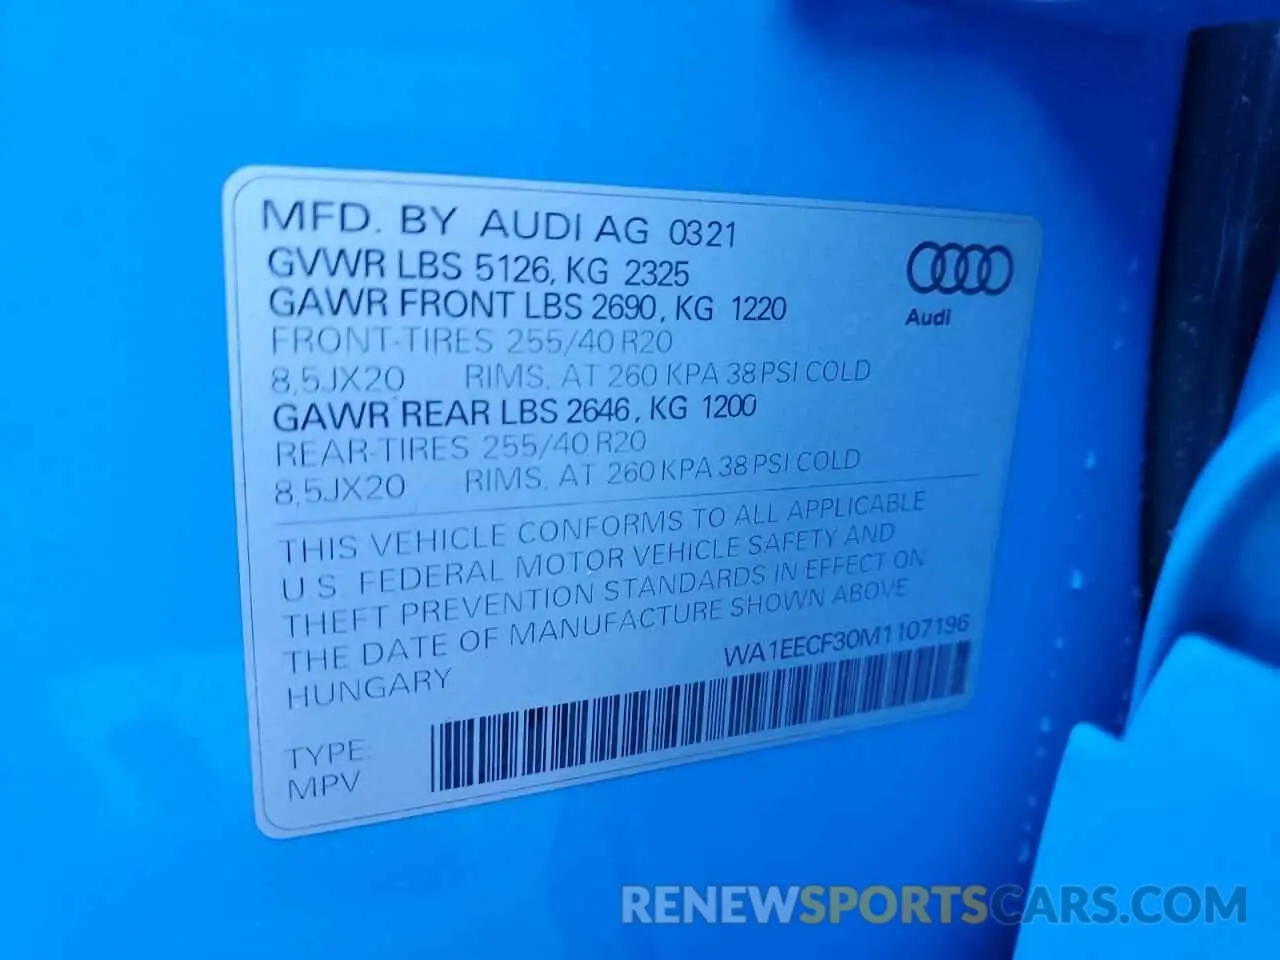 MFD. BY AUDI AG 0321
GVWR LBS 5126, KG 2325
GAWR FRONT LBS 2690, KG 1220
FRONT-TIRES 255/40 R20
8,5JX20 RIMS, AT 260 KPA 38 PSI COLD
GAWR REAR LBS 2646, KG 1200
REAR-TIRES 255/40 R20
8,5JX20 RIMS, AT 260 KPA 38 PSI COLD
Audi
THIS VEHICLE CONFORMS TO ALL APPLICABLE
U.S. FEDERAL MOTOR VEHICLE SAFETY AND
THEFT PREVENTION STANDARDS IN EFFECT ON
THE DATE OF MANUFACTURE SHOWN ABOVE
HUNGARY
WA1EECF30M1107196
TYPE:
MPV
RENEWSPORTSCARS.COM